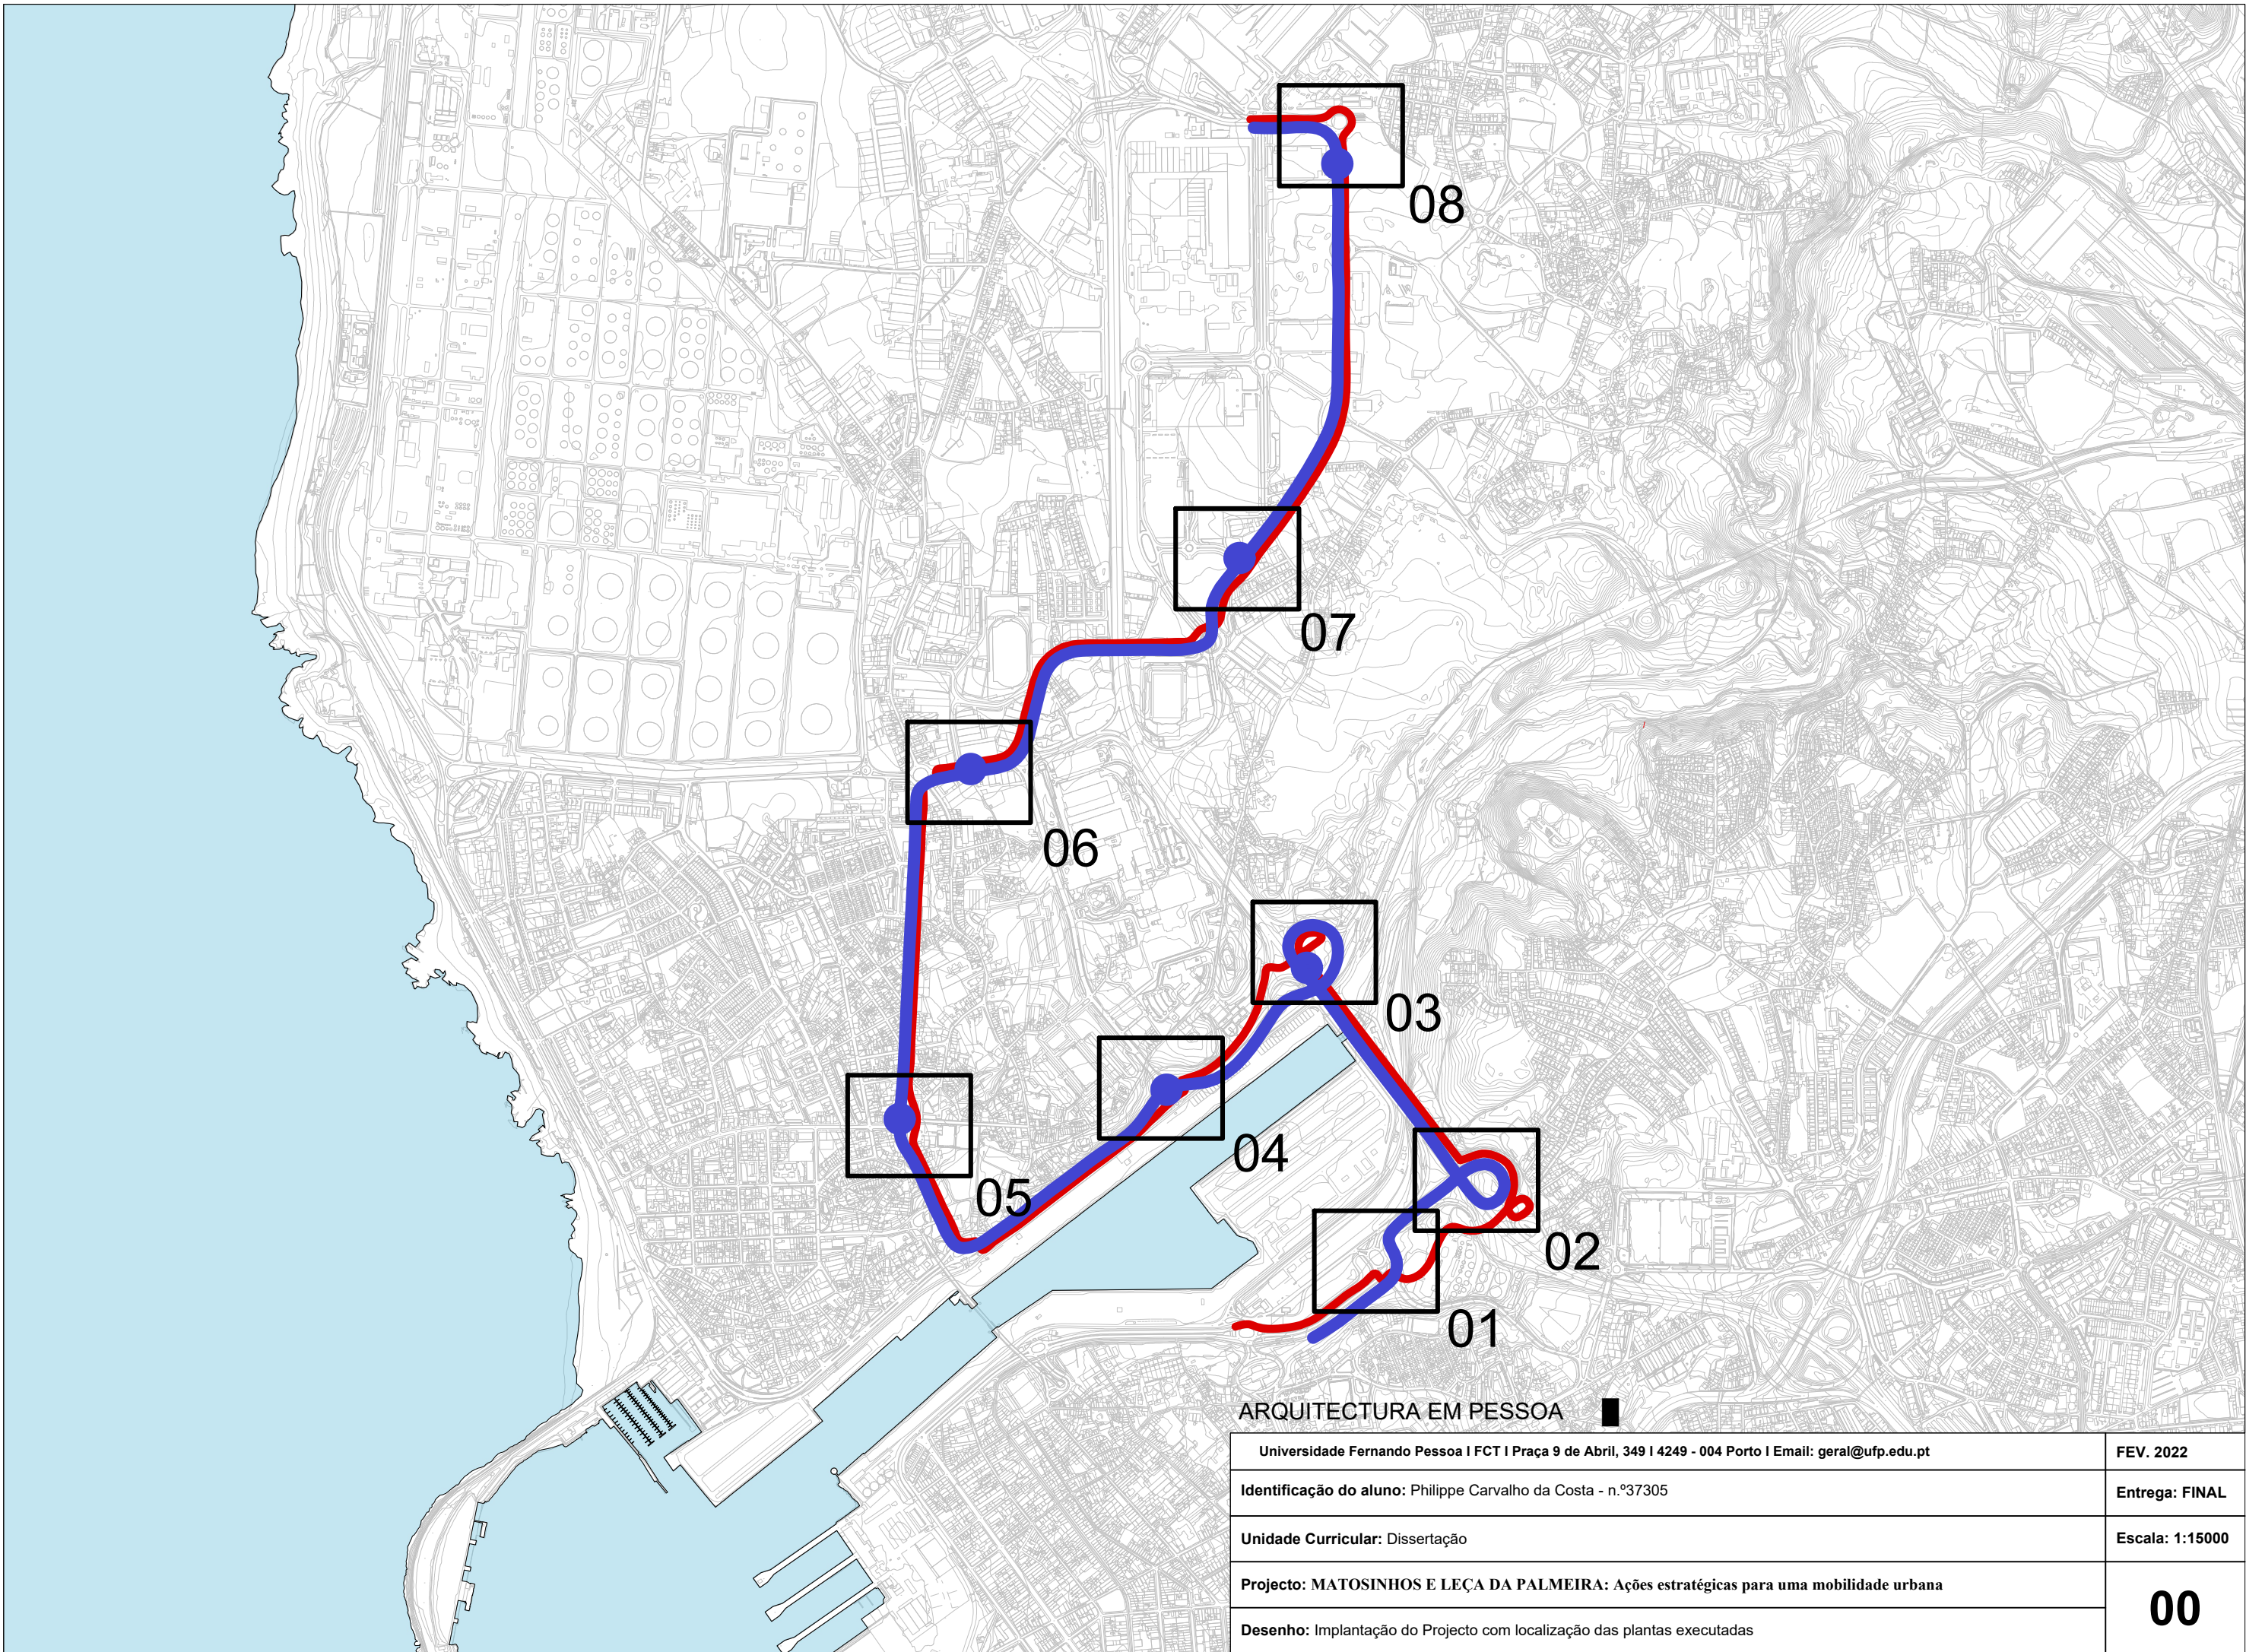 08
07
06
03
04
05
02
01
ARQUITECTURA EM PESSOA
Universidade Fernando Pessoa I FCT I Praça 9 de Abril, 349 I 4249 - 004 Porto I Email: geral@ufp.edu.pt
FEV. 2022
Identificação do aluno: Philippe Carvalho da Costa - n.º37305
Entrega: FINAL
Unidade Curricular: Dissertação
Escala: 1:15000
Projecto: MATOSINHOS E LEÇA DA PALMEIRA: Ações estratégicas para uma mobilidade urbana
00
Desenho: Implantação do Projecto com localização das plantas executadas